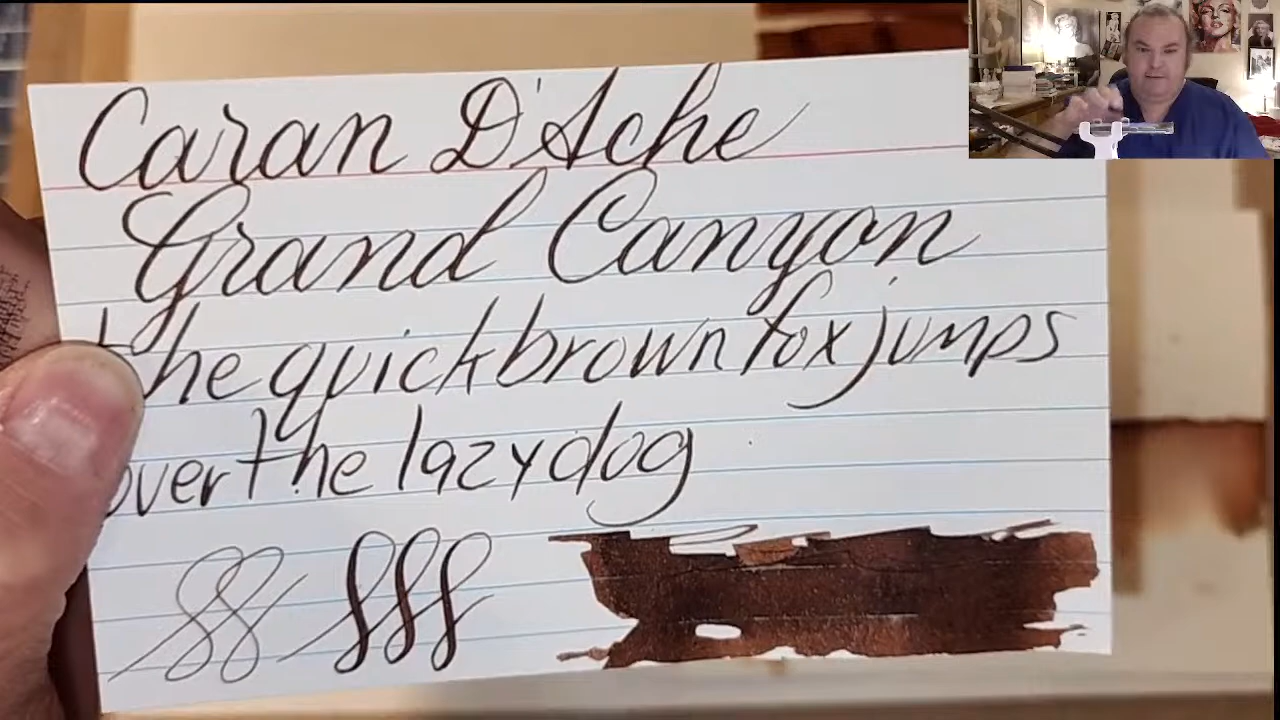 Caran D'Ache
Grand Canyon
the quick brown fox jumps
over the lazy dog